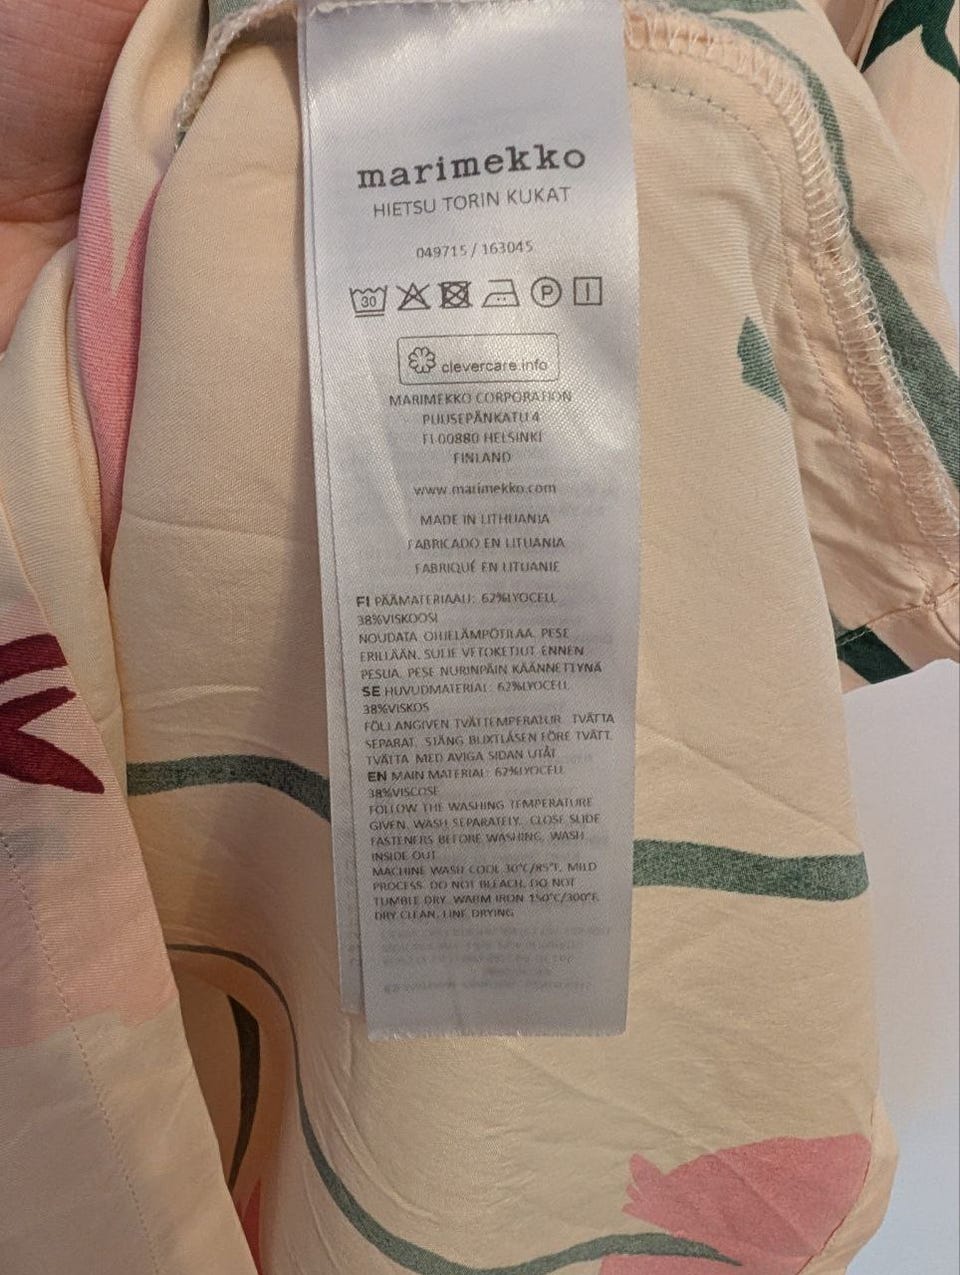 marimekko
HIETSU TORIN KUKAT
049715 / 163045
30 P
clevercare.info
MARIMEKKO CORPORATION
PUUSEPÄNKATU 4
FI 00880 HELSINKI
FINLAND
www.marimekko.com
MADE IN LITHUANIA
FABRICADO EN LITUANIA
FABRIQUÉ EN LITUANIE
FI PÄÄMATERIAALI: 62%LYOCELL
38%VISKOOSI
NOUDATA OHJELÄMPÖTILAA. PESE
ERILLÄÄN. SULJE VETOKETJUT ENNEN
PESUA. PESE NURINPÄIN KÄÄNNETTYNÄ
SE HUVUDMATERIAL: 62%LYOCELL
38%VISKOS
FÖLJ ANGIVEN TVÄTTEMPERATUR. TVÄTTA
SEPARAT. STÄNG BLIXTLÅSEN FÖRE TVÄTT.
TVÄTTA MED AVIGA SIDAN UTÅT
EN MAIN MATERIAL: 62%LYOCELL
38%VISCOSE
FOLLOW THE WASHING TEMPERATURE
GIVEN. WASH SEPARATELY. CLOSE SLIDE
FASTENERS BEFORE WASHING. WASH
INSIDE OUT
MACHINE WASH COOL 30°C/85°F, MILD
PROCESS. DO NOT BLEACH. DO NOT
TUMBLE DRY. WARM IRON 150°C/300°F.
DRY CLEAN. LINE DRYING